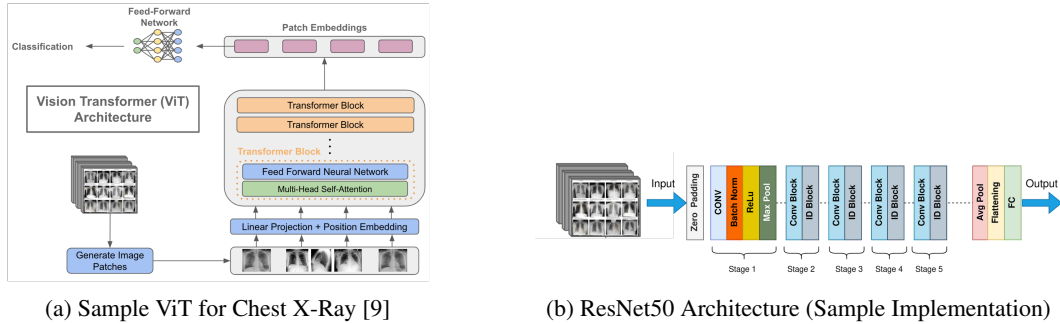 Feed-Forward
Network
Classification
Patch Embeddings
Vision Transformer (ViT)
Architecture
Transformer Block
Transformer Block
Transformer Block
Feed Forward Neural Network
Multi-Head Self-Attention
Linear Projection + Position Embedding
Generate Image
Patches
(a) Sample ViT for Chest X-Ray [9]
Input
Zero Padding
CONV
Batch Norm
ReLu
Max Pool
Conv Block
ID Block
Conv Block
ID Block
Conv Block
ID Block
Conv Block
ID Block
Avg Pool
Flattening
FC
Output
Stage 1
Stage 2
Stage 3
Stage 4
Stage 5
(b) ResNet50 Architecture (Sample Implementation)